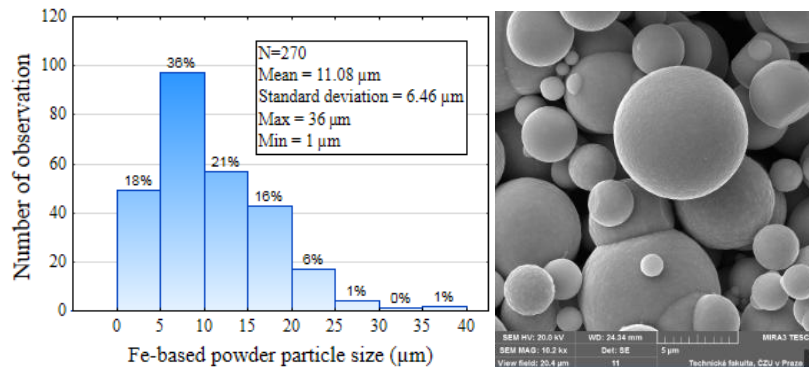 120
100
80
60
40
20
0
Number of observation
18%
36%
21%
16%
6%
1%
0%
1%
N=270
Mean = 11.08 µm
Standard deviation = 6.46 µm
Max = 36 µm
Min = 1 µm
0 5 10 15 20 25 30 35 40
Fe-based powder particle size (µm)
SEM HV: 20.0 kV WD: 24.34 mm MIRA3 TESC
SEM MAG: 10.2 kx Det: SE 5 µm
View field: 20.4 µm 11 Technická fakulta, ČZU v Praze